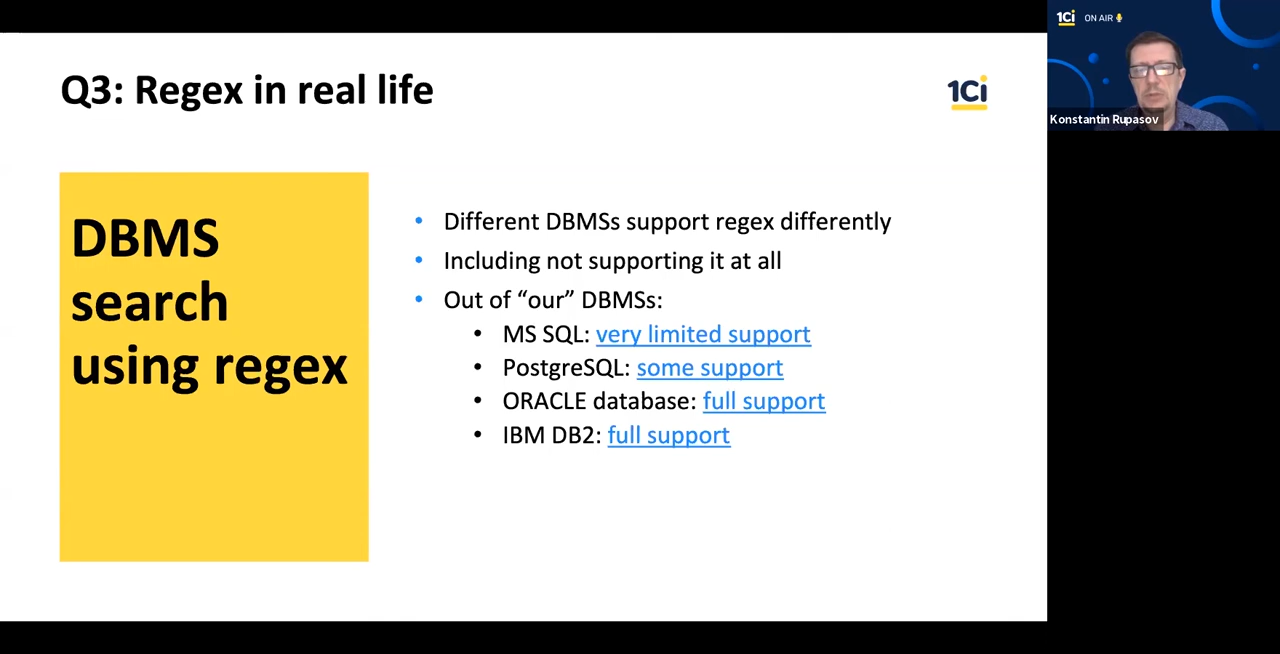 Q3: Regex in real life
1Ci
DBMS
search
using regex
• Different DBMSs support regex differently
• Including not supporting it at all
• Out of “our” DBMSs:
• MS SQL: very limited support
• PostgreSQL: some support
• ORACLE database: full support
• IBM DB2: full support
1Ci ON AIR
Konstantin Rupasov